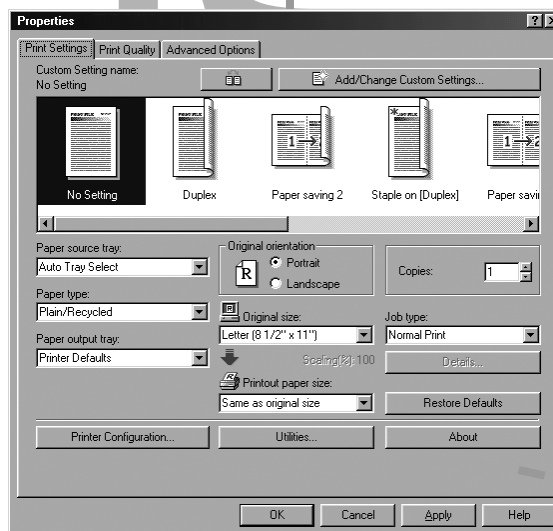 Properties
Print Settings Print Quality Advanced Options
Custom Setting name:
No Setting
Add/Change Custom Settings...
No Setting Duplex Paper saving 2 Staple on [Duplex] Paper savi
Paper source tray:
Auto Tray Select
Original orientation
R
Portrait
Landscape
Copies: 1
Paper type:
Plain/Recycled
Original size:
Letter (8 1/2" x 11")
Job type:
Normal Print
Paper output tray:
Printer Defaults
Scaling[%]: 100
Details...
Printout paper size:
Same as original size
Restore Defaults
Printer Configuration... Utilities... About
OK Cancel Apply Help